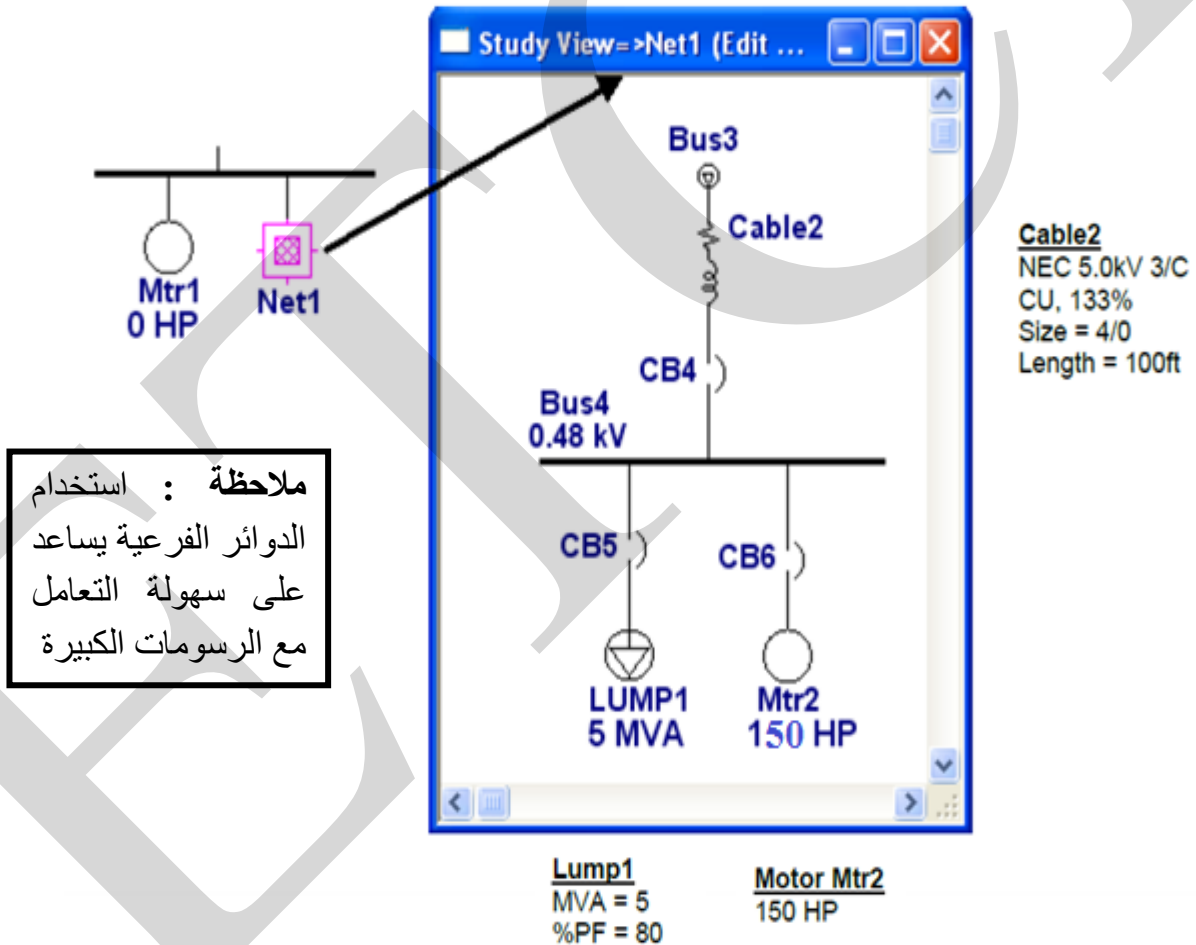 Study View=>Net1 (Edit ...
Bus3
Cable2
CB4
Bus4
0.48 kV
CB5
CB6
LUMP1
5 MVA
Mtr2
150 HP
Mtr1
0 HP
Net1
Cable2
NEC 5.0kV 3/C
CU, 133%
Size = 4/0
Length = 100ft
ملاحظة : استخدام
الدوائر الفرعية يساعد
على سهولة التعامل
مع الرسومات الكبيرة
Lump1
MVA = 5
%PF = 80
Motor Mtr2
150 HP